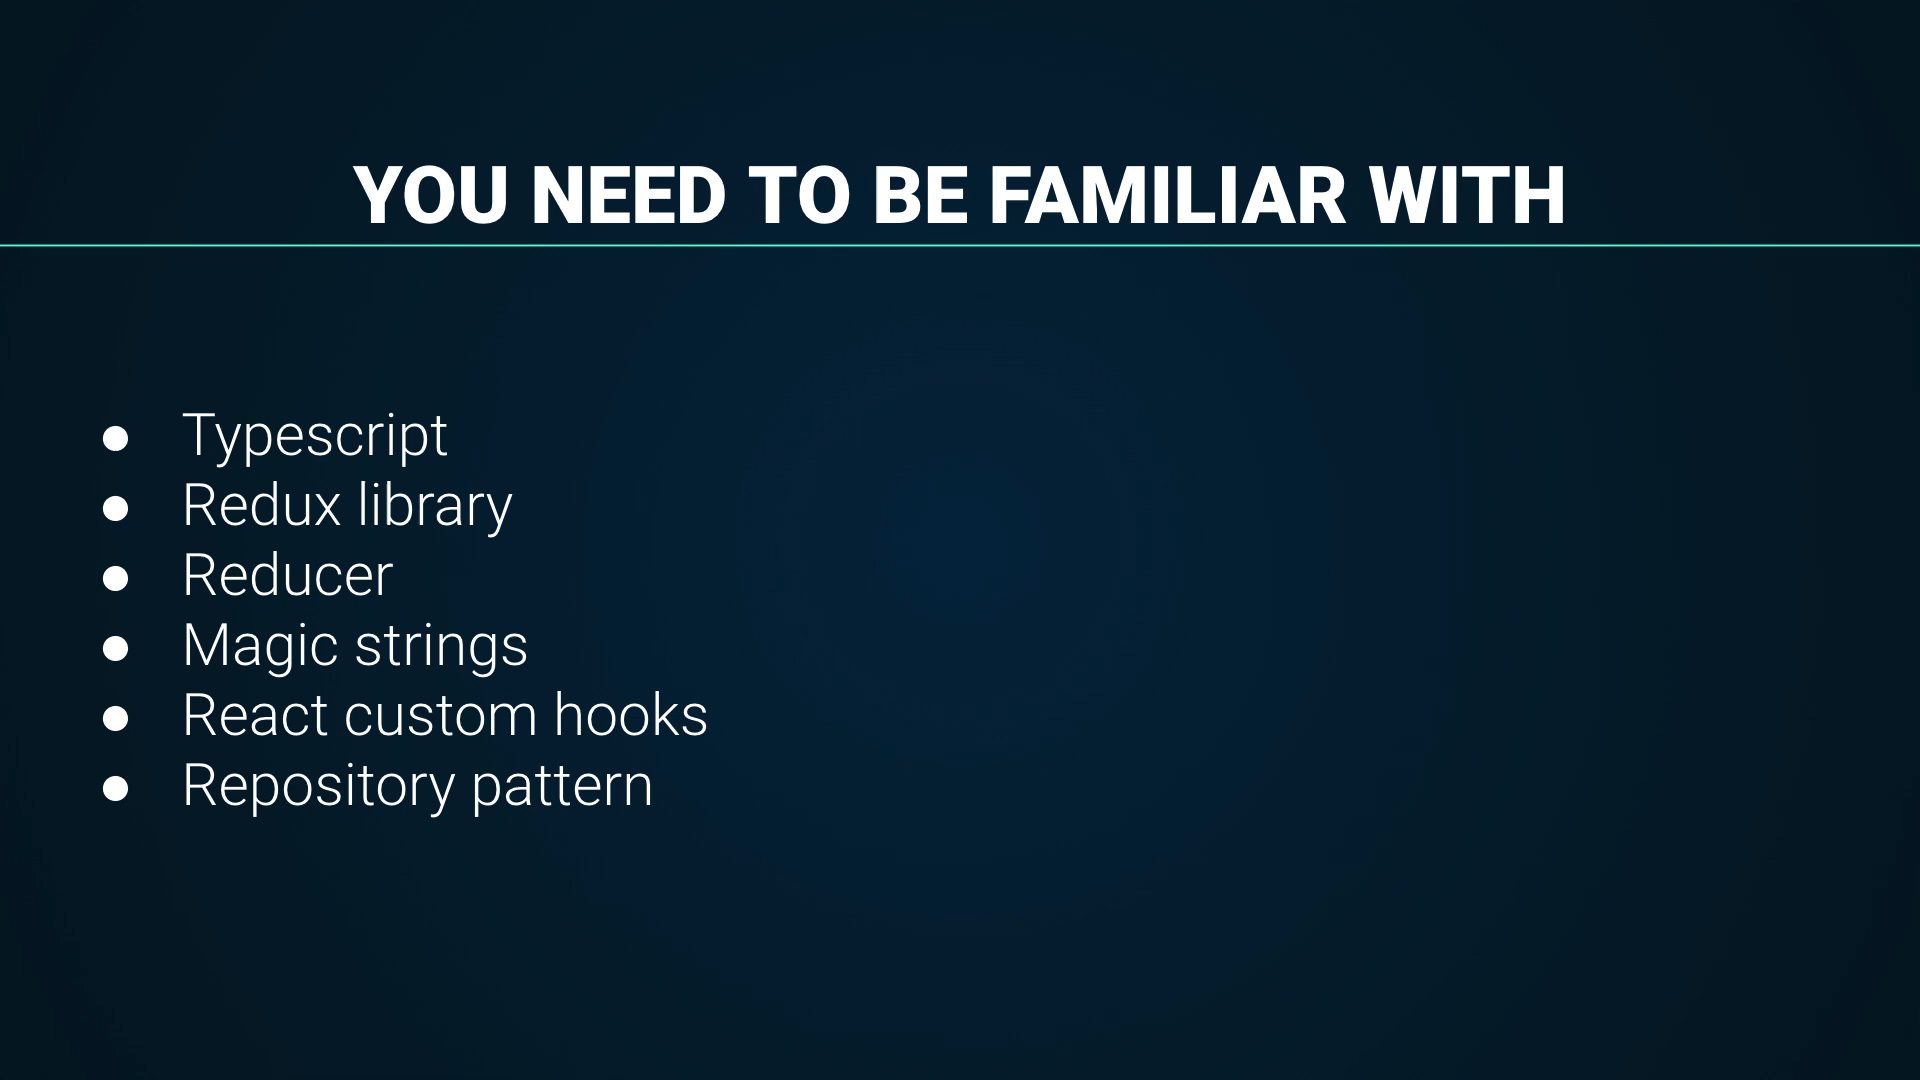 YOU NEED TO BE FAMILIAR WITH
● Typescript
● Redux library
● Reducer
● Magic strings
● React custom hooks
● Repository pattern